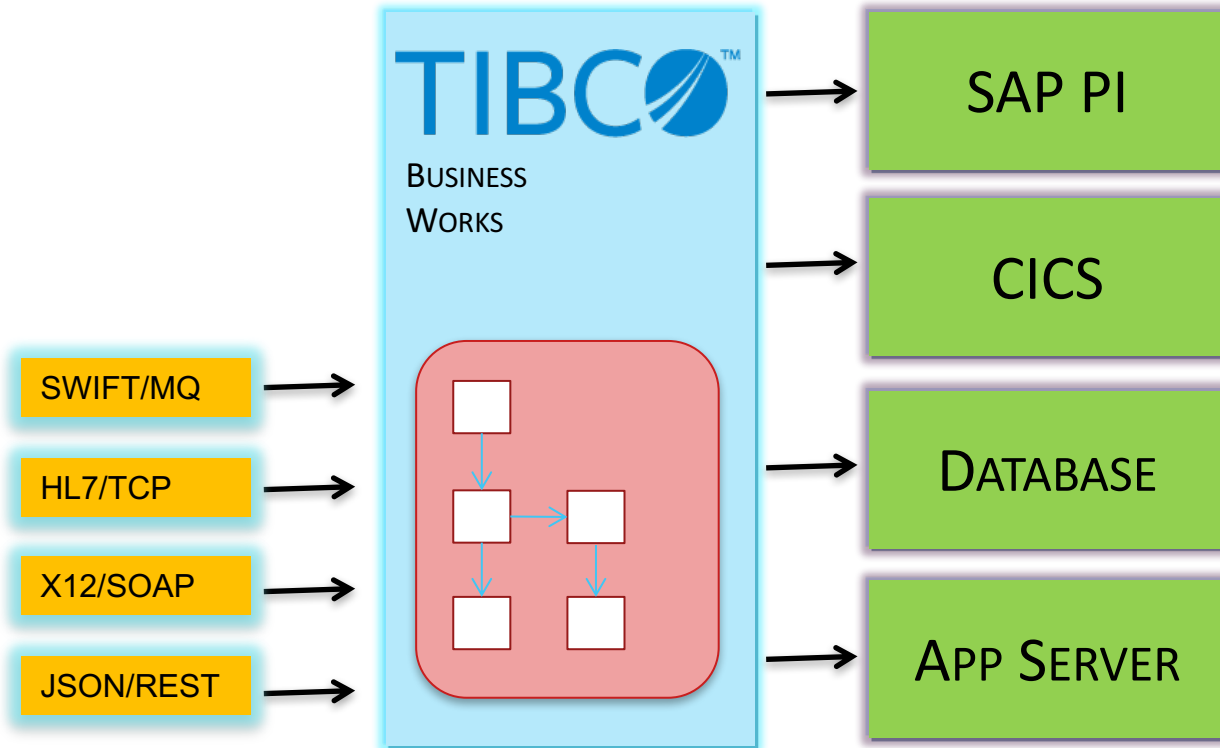 TIBCO™
BUSINESS
WORKS
SWIFT/MQ
HL7/TCP
X12/SOAP
JSON/REST
SAP PI
CICS
DATABASE
APP SERVER